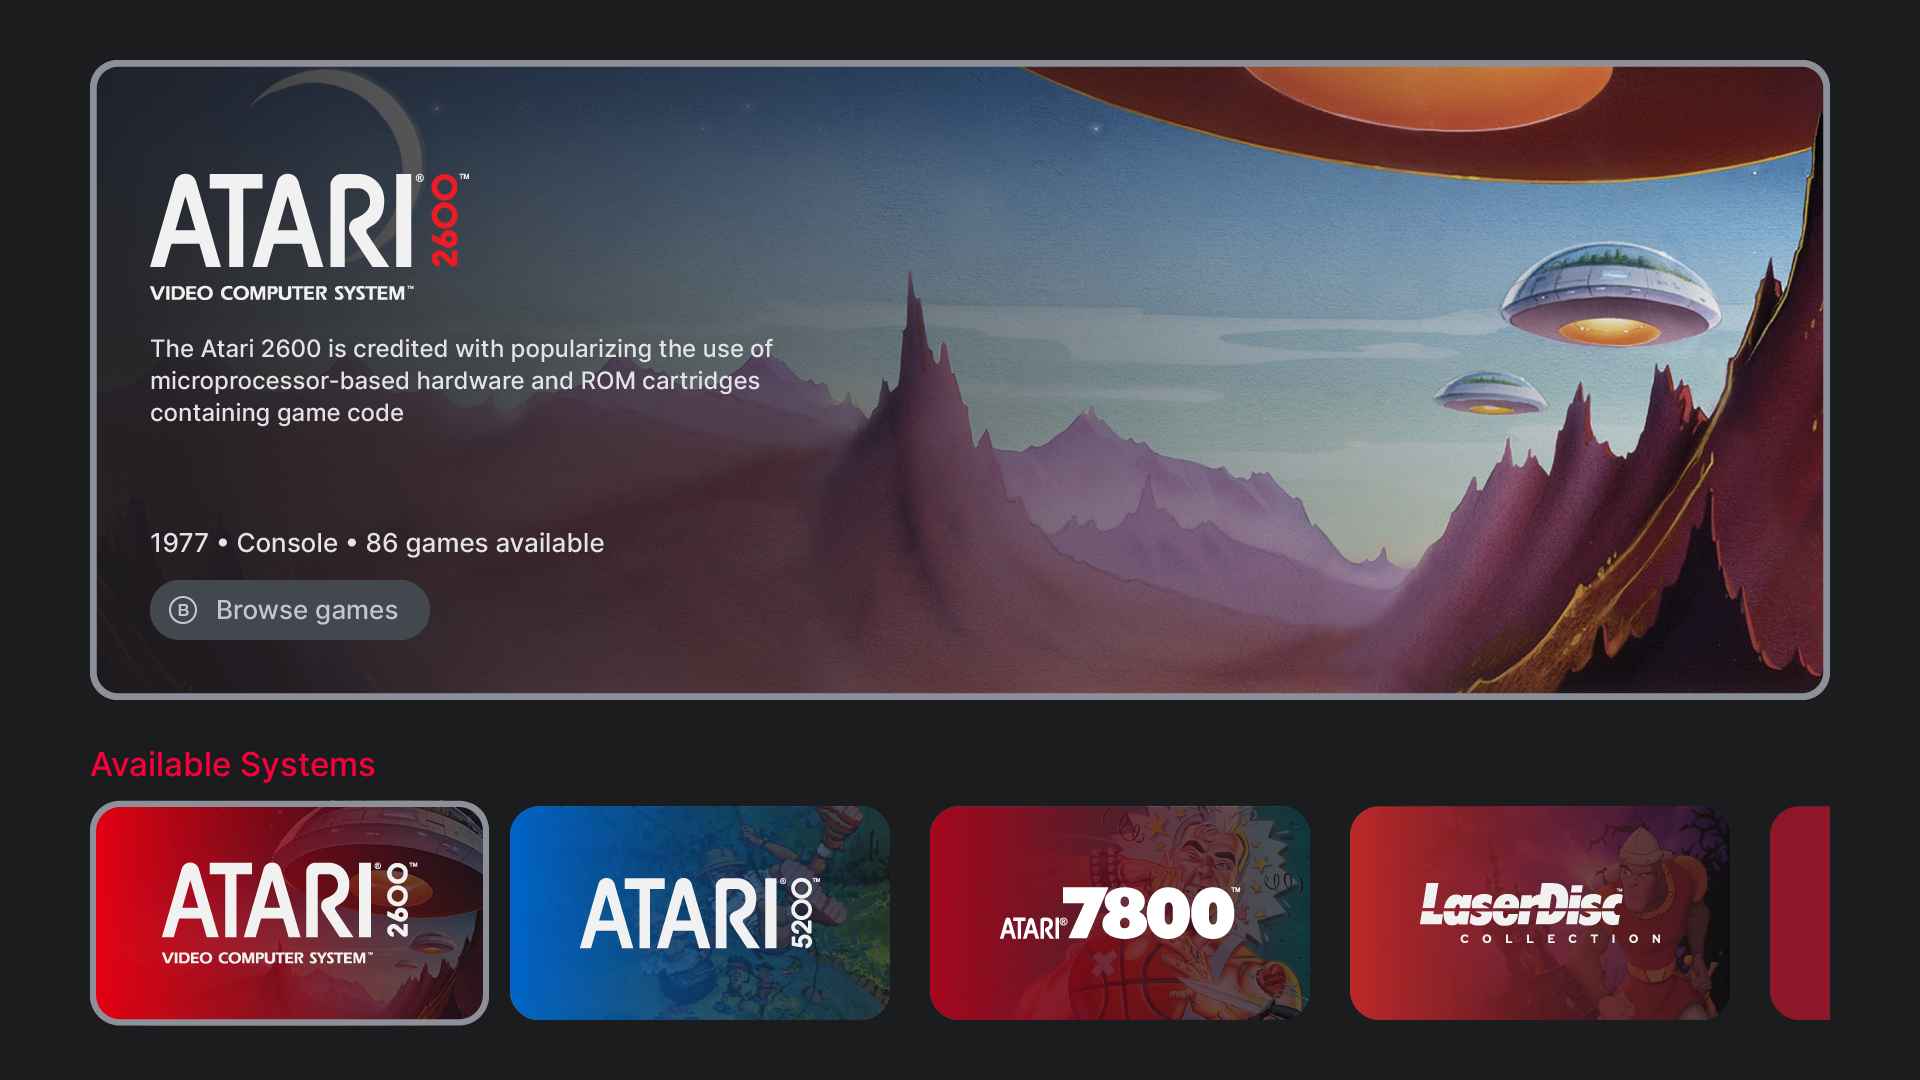 ATARI® 2600™
VIDEO COMPUTER SYSTEM™
The Atari 2600 is credited with popularizing the use of
microprocessor-based hardware and ROM cartridges
containing game code
1977 • Console • 86 games available
B Browse games
Available Systems
ATARI® 2600™
VIDEO COMPUTER SYSTEM™
ATARI® 5200™
ATARI® 7800™
LaserDisc™
COLLECTION